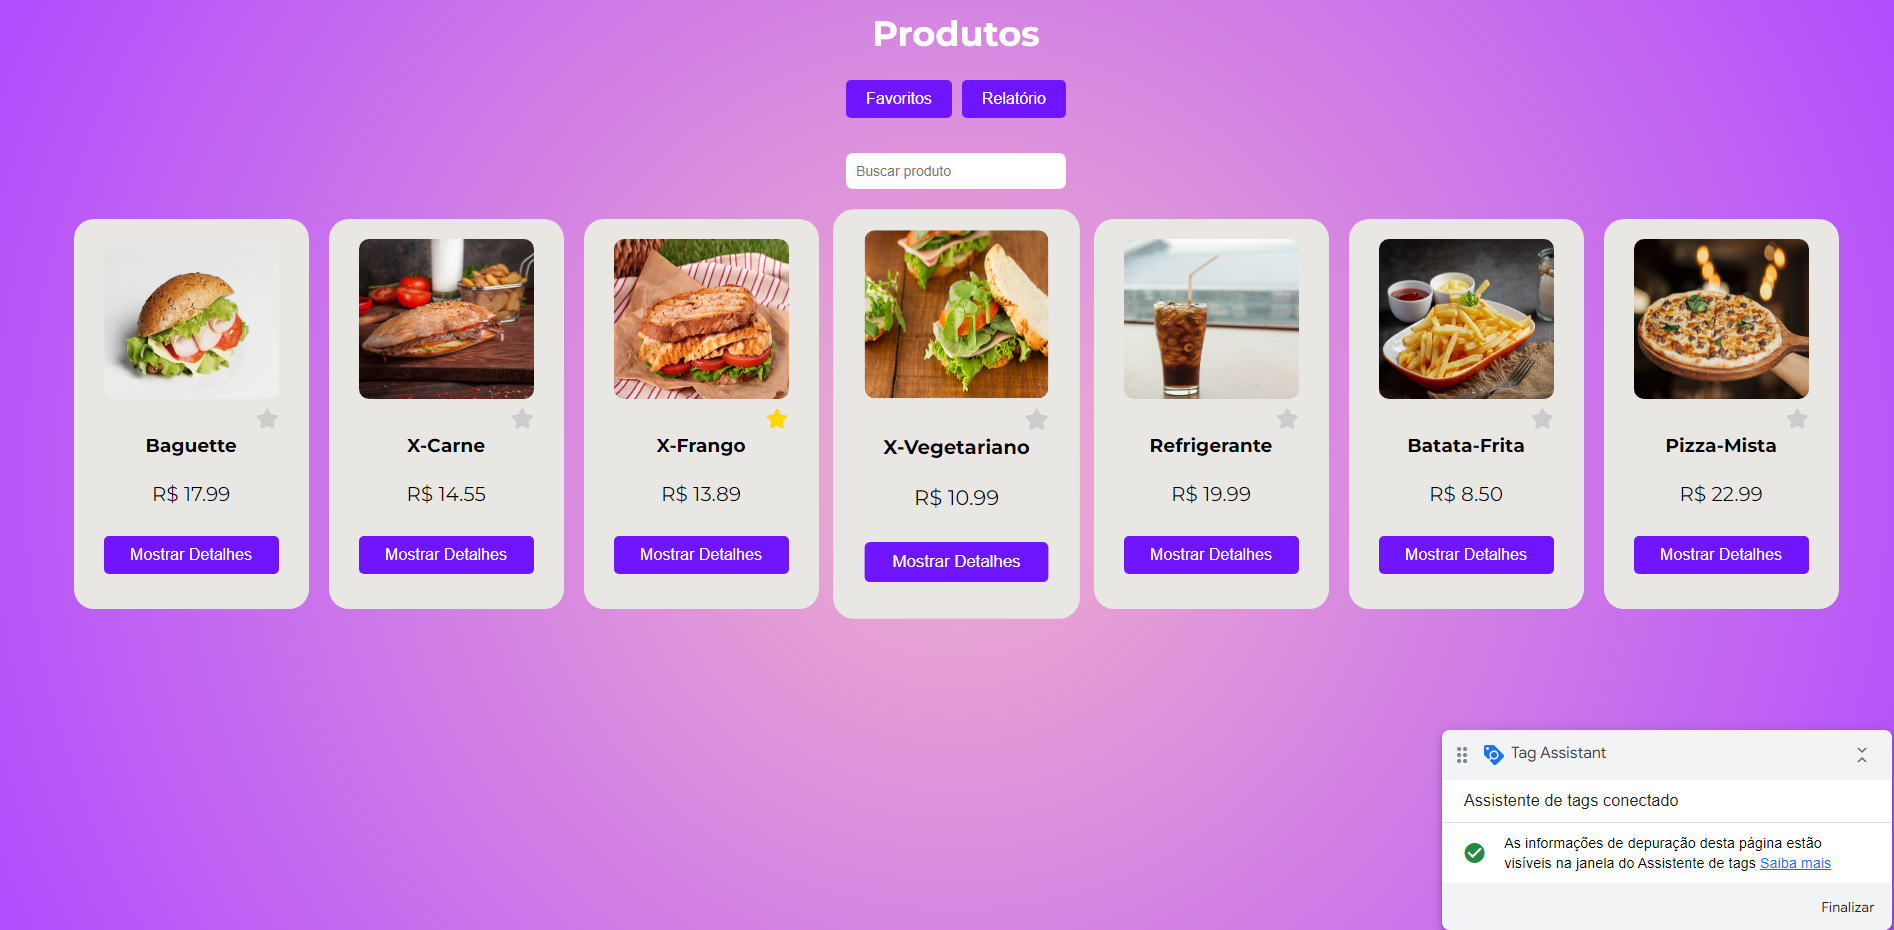 Produtos
Favoritos
Relatório
Buscar produto
Baguette
R$ 17.99
Mostrar Detalhes
X-Carne
R$ 14.55
Mostrar Detalhes
X-Frango
R$ 13.89
Mostrar Detalhes
X-Vegetariano
R$ 10.99
Mostrar Detalhes
Refrigerante
R$ 19.99
Mostrar Detalhes
Batata-Frita
R$ 8.50
Mostrar Detalhes
Pizza-Mista
R$ 22.99
Mostrar Detalhes
Tag Assistant
Assistente de tags conectado
As informações de depuração desta página estão
visíveis na janela do Assistente de tags Saiba mais
Finalizar